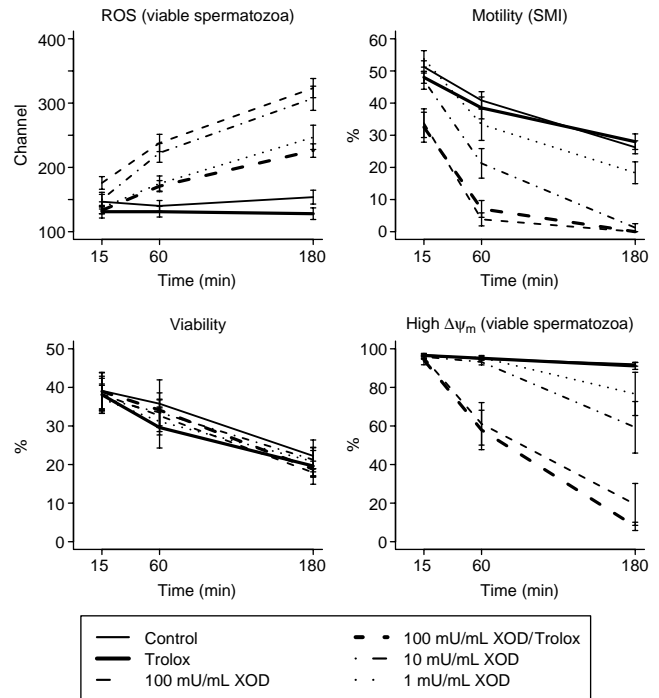 ROS (viable spermatozoa)
400
300
200
100
Channel
15 60 180
Time (min)
Motility (SMI)
60
50
40
30
20
10
0
%
15 60 180
Time (min)
Viability
50
40
30
20
10
0
%
15 60 180
Time (min)
High Δψm (viable spermatozoa)
100
80
60
40
20
0
%
15 60 180
Time (min)
Control
Trolox
100 mU/mL XOD
100 mU/mL XOD/Trolox
10 mU/mL XOD
1 mU/mL XOD